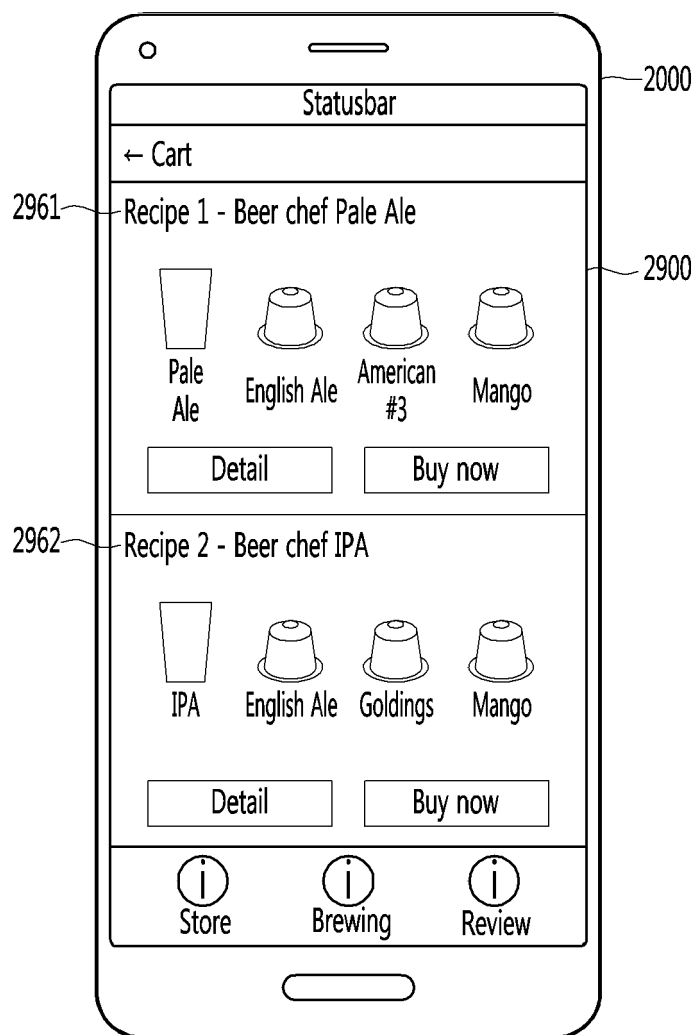 2000
Statusbar
← Cart
2961
Recipe 1 - Beer chef Pale Ale
2900
Pale
Ale
English Ale
American
#3
Mango
Detail
Buy now
2962
Recipe 2 - Beer chef IPA
IPA
English Ale
Goldings
Mango
Detail
Buy now
i
i
i
Store
Brewing
Review